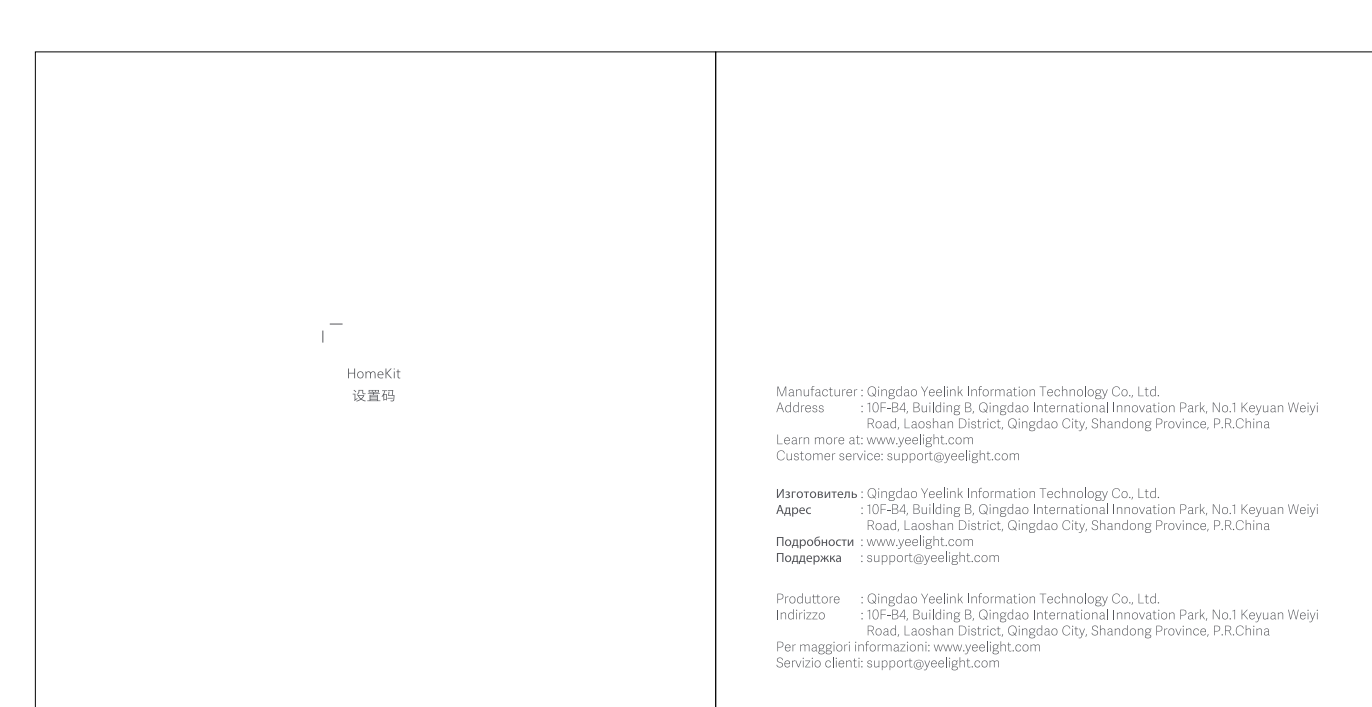 HomeKit
设置码
Manufacturer : Qingdao Yeelink Information Technology Co., Ltd.
Address : 10F-B4, Building B, Qingdao International Innovation Park, No.1 Keyuan Weiyi
Road, Laoshan District, Qingdao City, Shandong Province, P.R.China
Learn more at: www.yeelight.com
Customer service: support@yeelight.com
Изготовитель : Qingdao Yeelink Information Technology Co., Ltd.
Адрес : 10F-B4, Building B, Qingdao International Innovation Park, No.1 Keyuan Weiyi
Road, Laoshan District, Qingdao City, Shandong Province, P.R.China
Подробности : www.yeelight.com
Поддержка : support@yeelight.com
Produttore : Qingdao Yeelink Information Technology Co., Ltd.
Indirizzo : 10F-B4, Building B, Qingdao International Innovation Park, No.1 Keyuan Weiyi
Road, Laoshan District, Qingdao City, Shandong Province, P.R.China
Per maggiori informazioni: www.yeelight.com
Servizio clienti: support@yeelight.com